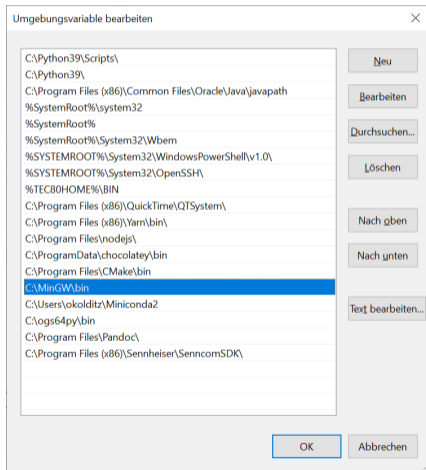 Umgebungsvariable bearbeiten
C:\Python39\Scripts\
C:\Python39\
C:\Program Files (x86)\Common Files\Oracle\Java\javapath
%SystemRoot%\system32
%SystemRoot%
%SystemRoot%\System32\Wbem
%SYSTEMROOT%\System32\WindowsPowerShell\v1.0\
%SYSTEMROOT%\System32\OpenSSH\
%TEC80HOME%\BIN
C:\Program Files (x86)\QuickTime\QTSystem\
C:\Program Files (x86)\Yarn\bin\
C:\Program Files\nodejs\
C:\ProgramData\chocolatey\bin
C:\Program Files\CMake\bin
C:\MinGW\bin
C:\Users\okolditz\Miniconda2
C:\ogs64py\bin
C:\Program Files\Pandoc\
C:\Program Files (x86)\Sennheiser\SenncomSDK\
Neu
Bearbeiten
Durchsuchen...
Löschen
Nach oben
Nach unten
Text bearbeiten...
OK
Abbrechen